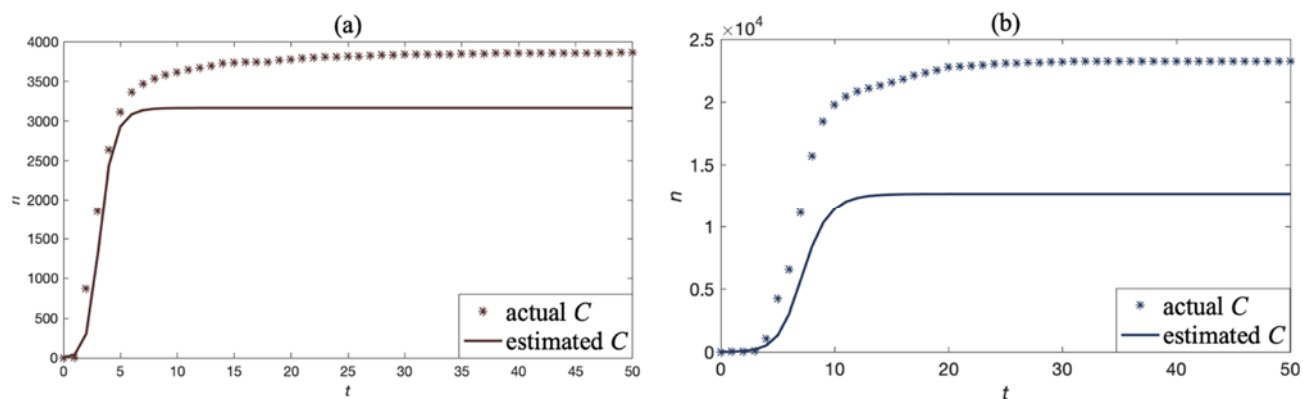 (a)
4000
3500
3000
2500
2000
1500
1000
500
0
n
0 5 10 15 20 25 30 35 40 45 50
t
actual C
estimated C
(b)
×10⁴
2.5
2
1.5
1
0.5
0
n
0 10 20 30 40 50
t
actual C
estimated C